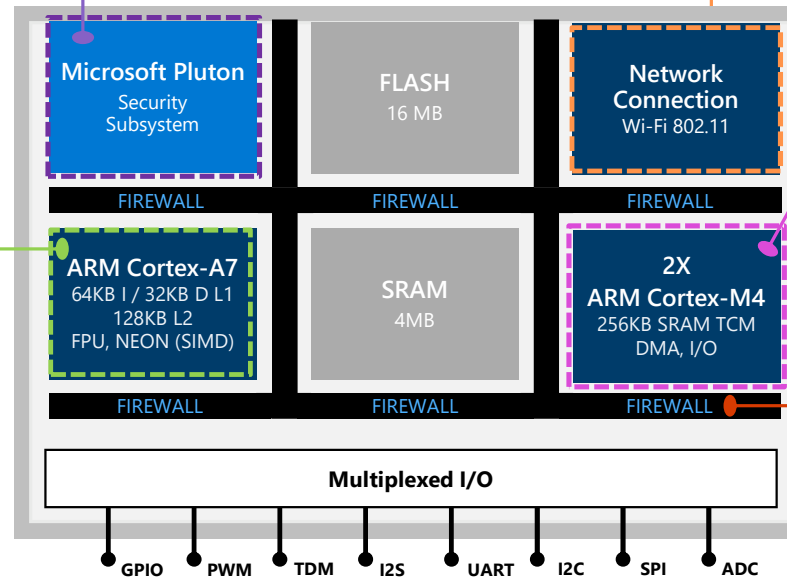 Microsoft Pluton
Security
Subsystem
FLASH
16 MB
Network
Connection
Wi-Fi 802.11
FIREWALL
FIREWALL
FIREWALL
ARM Cortex-A7
64KB I / 32KB D L1
128KB L2
FPU, NEON (SIMD)
SRAM
4MB
2X
ARM Cortex-M4
256KB SRAM TCM
DMA, I/O
FIREWALL
FIREWALL
FIREWALL
Multiplexed I/O
GPIO
PWM
TDM
I2S
UART
I2C
SPI
ADC